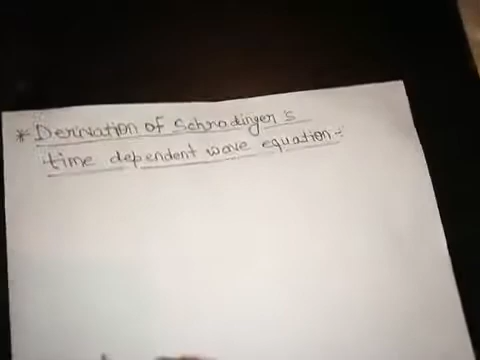 * Derivation of Schrodinger's
time dependent wave equation:-